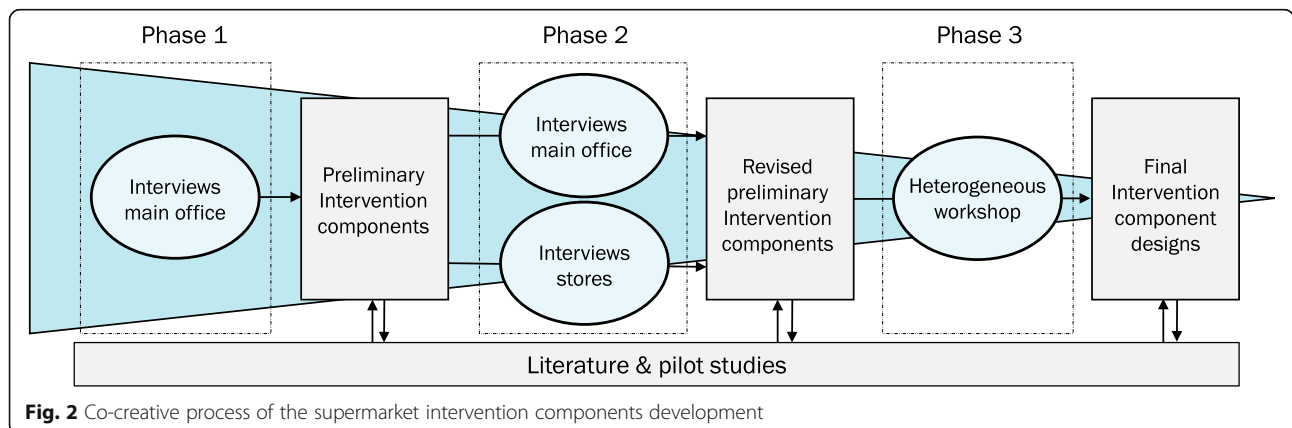 Phase 1
Phase 2
Phase 3
Interviews
main office
Preliminary
Intervention
components
Interviews
main office
Interviews
stores
Revised
preliminary
Intervention
components
Heterogeneous
workshop
Final
Intervention
component
designs
Literature & pilot studies
Fig. 2 Co-creative process of the supermarket intervention components development